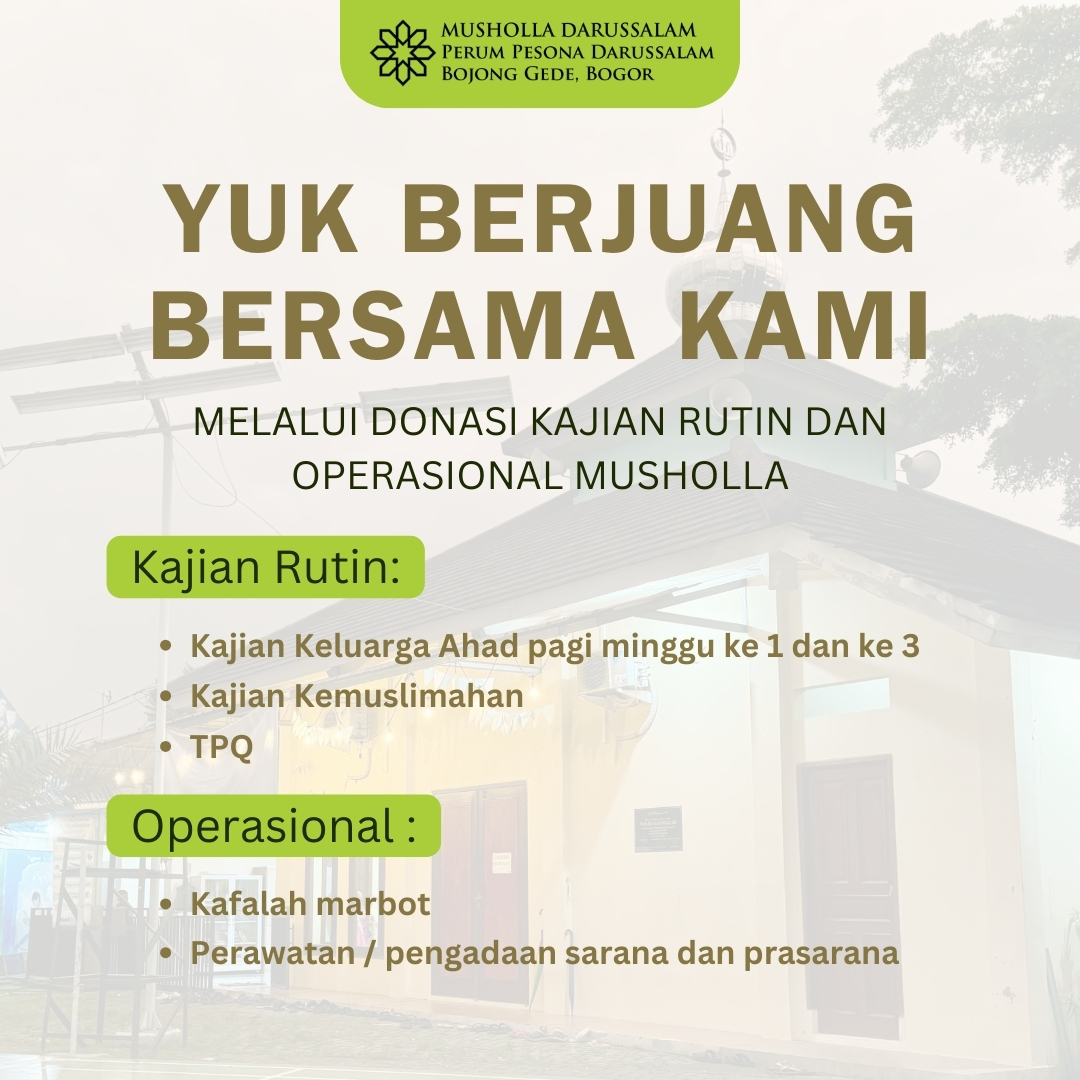 MUSHOLLA DARUSSALAM
PERUM PESONA DARUSSALAM
BOJONG GEDE, BOGOR
YUK BERJUANG
BERSAMA KAMI
MELALUI DONASI KAJIAN RUTIN DAN
OPERASIONAL MUSHOLLA
Kajian Rutin:
• Kajian Keluarga Ahad pagi minggu ke 1 dan ke 3
• Kajian Kemuslimahan
• TPQ
Operasional :
• Kafalah marbot
• Perawatan / pengadaan sarana dan prasarana